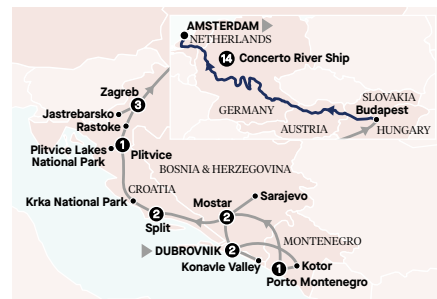 AMSTERDAM
NETHERLANDS
14 Concerto River Ship
GERMANY
SLOVAKIA
Budapest
AUSTRIA
HUNGARY
Zagreb
3
Jastrebarsko
Rastoke
Plitvice Lakes
National Park
1 Plitvice
BOSNIA & HERZEGOVINA
CROATIA
Krka National Park
2
Split
Mostar
2
Sarajevo
DUBROVNIK 2
MONTENEGRO
Konavle Valley
1
Kotor
Porto Montenegro